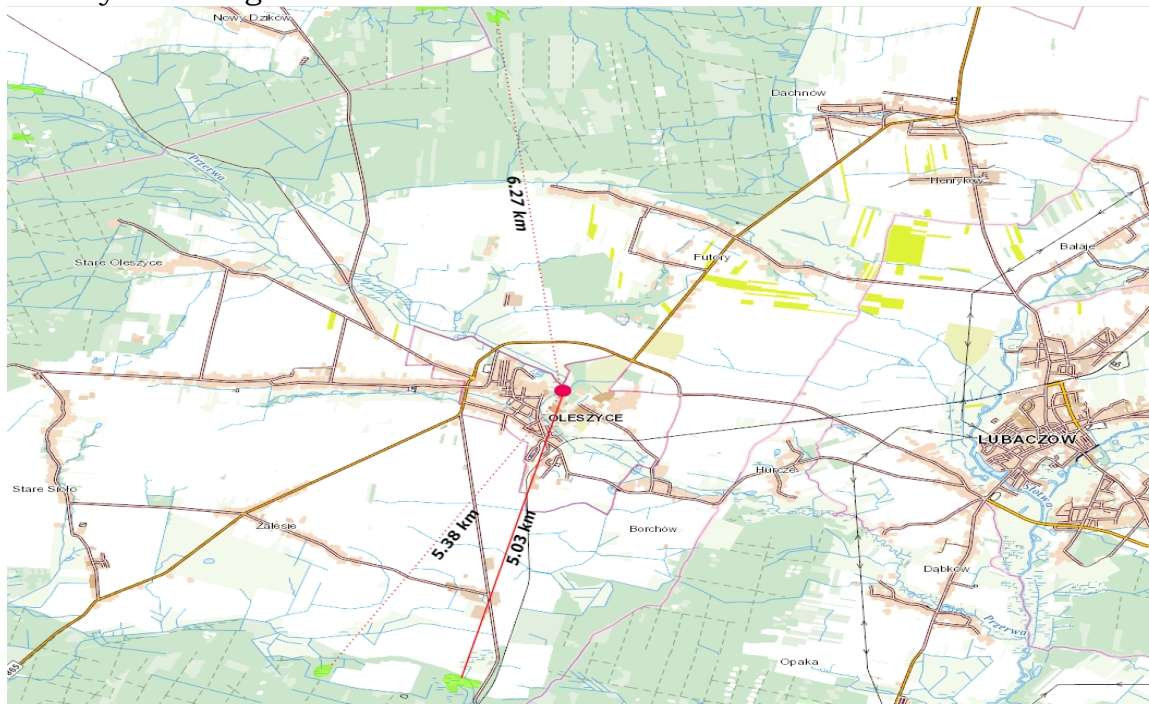 Nowy Dzików
Dachnów
Przerwa
6.27 km
Henryków
Bałaje
Stare Oleszyce
Futory
OLESZYCE
LUBACZÓW
Hurcze
Stare Sioło
Zalesie
5.38 km
5.03 km
Borchów
Dąbków
Przerwa
Opaka
865